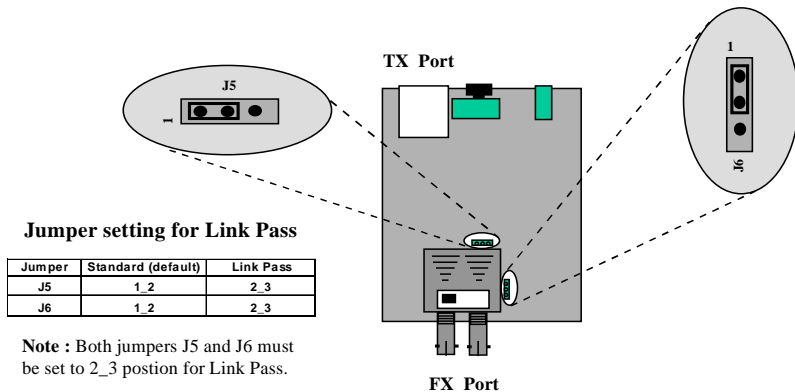 TX Port
J5
1
1
J6
Jumper setting for Link Pass
Jumper Standard (default) Link Pass
J5 1_2 2_3
J6 1_2 2_3
Note : Both jumpers J5 and J6 must
be set to 2_3 postion for Link Pass.
FX Port